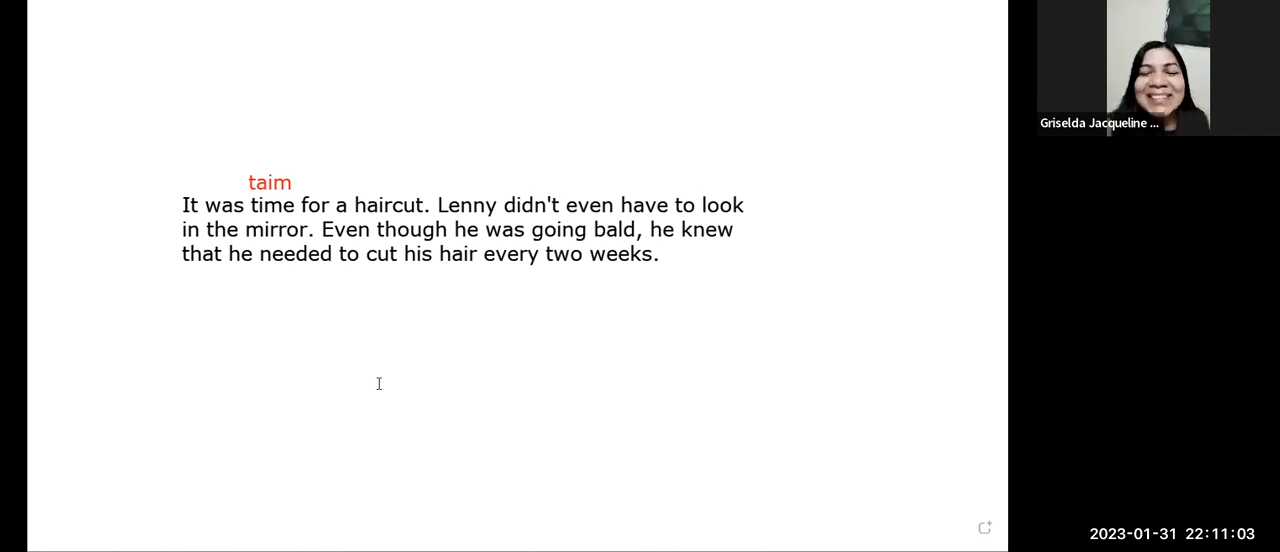 taim
It was time for a haircut. Lenny didn't even have to look
in the mirror. Even though he was going bald, he knew
that he needed to cut his hair every two weeks.
Griselda Jacqueline ...
2023-01-31 22:11:03